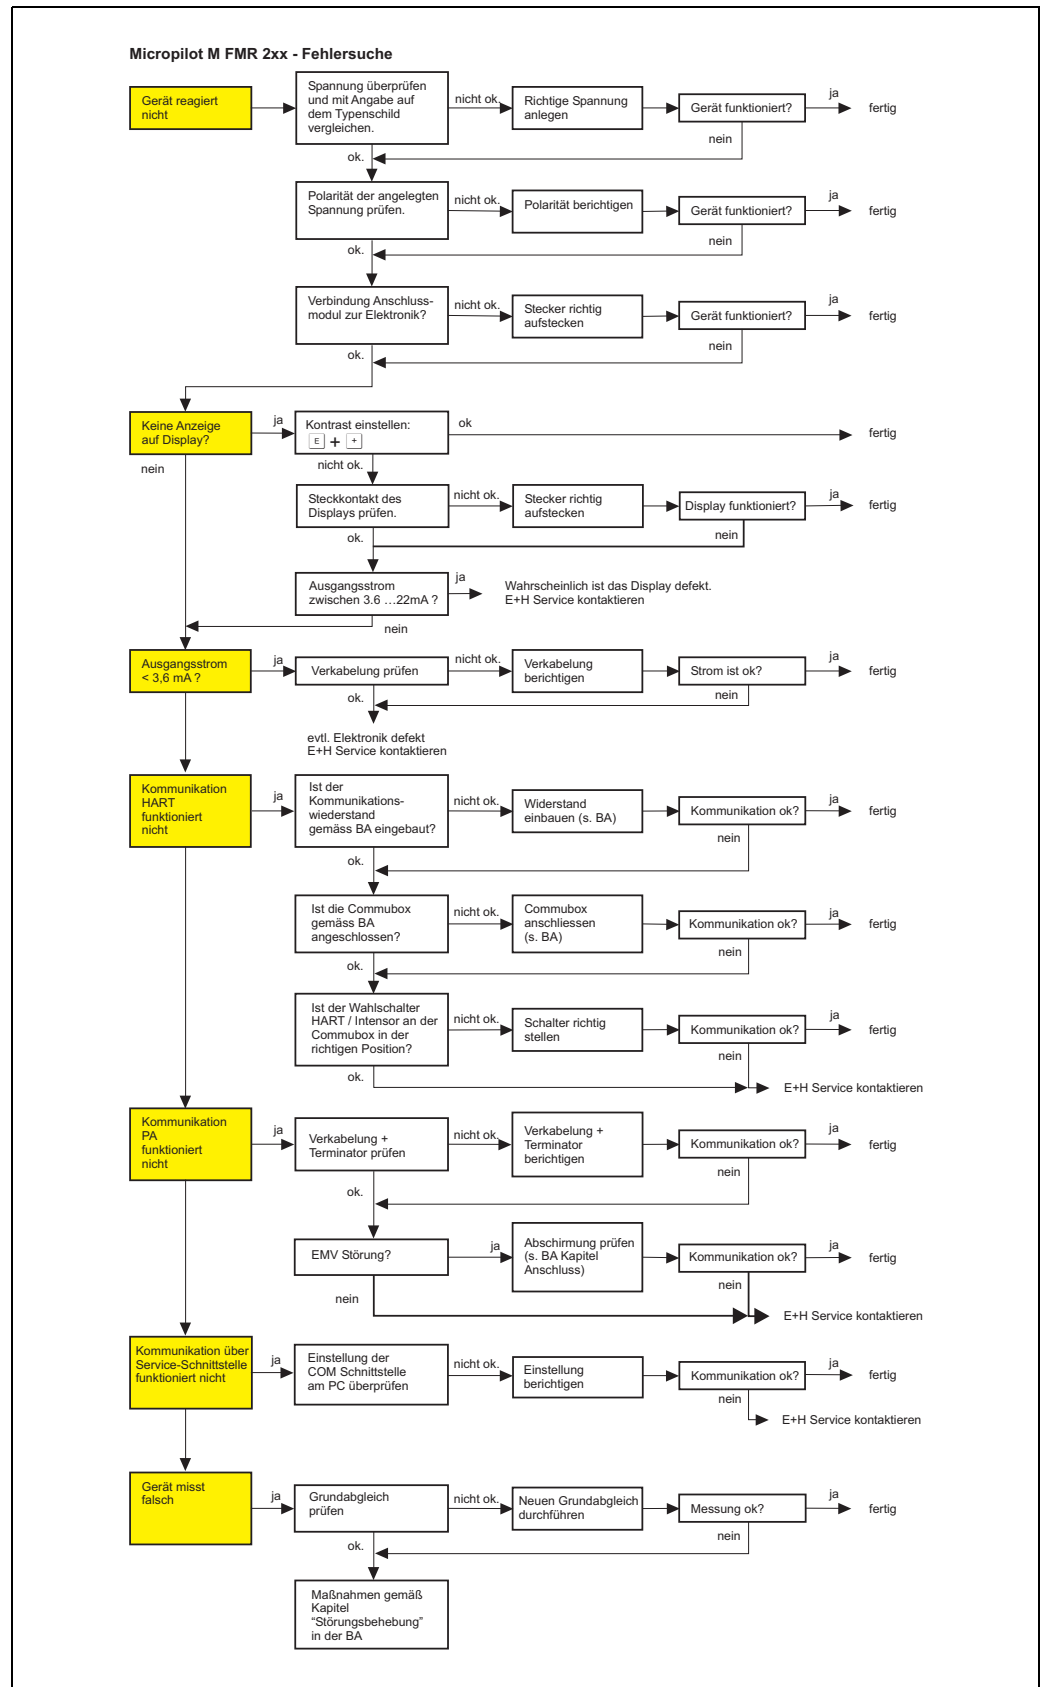 Micropilot M FMR 2xx - Fehlersuche
Gerät reagiert
nicht
Spannung überprüfen
und mit Angabe auf
dem Typenschild
vergleichen.
nicht ok.
Richtige Spannung
anlegen
Gerät funktioniert?
ja
fertig
nein
ok.
Polarität der angelegten
Spannung prüfen.
nicht ok.
Polarität berichtigen
Gerät funktioniert?
ja
fertig
nein
ok.
Verbindung Anschluss-
modul zur Elektronik?
nicht ok.
Stecker richtig
aufstecken
Gerät funktioniert?
ja
fertig
nein
ok.
Keine Anzeige
auf Display?
ja
Kontrast einstellen:
E + +
ok
fertig
nein
nicht ok.
Steckkontakt des
Displays prüfen.
nicht ok.
Stecker richtig
aufstecken
Display funktioniert?
ja
fertig
nein
ok.
Ausgangsstrom
zwischen 3.6 ...22mA ?
ja
Wahrscheinlich ist das Display defekt.
E+H Service kontaktieren
nein
Ausgangsstrom
< 3,6 mA ?
ja
Verkabelung prüfen
nicht ok.
Verkabelung
berichtigen
Strom ist ok?
ja
fertig
nein
ok.
evtl. Elektronik defekt
E+H Service kontaktieren
Kommunikation
HART
funktioniert
nicht
ja
Ist der
Kommunikations-
wiederstand
gemäss BA eingebaut?
nicht ok.
Widerstand
einbauen (s. BA)
Kommunikation ok?
ja
fertig
nein
ok.
Ist die Commubox
gemäss BA
angeschlossen?
nicht ok.
Commubox
anschliessen
(s. BA)
Kommunikation ok?
ja
fertig
nein
ok.
Ist der Wahlschalter
HART / Intensor an der
Commubox in der
richtigen Position?
nicht ok.
Schalter richtig
stellen
Kommunikation ok?
ja
fertig
nein
ok.
E+H Service kontaktieren
Kommunikation
PA
funktioniert
nicht
ja
Verkabelung +
Terminator prüfen
nicht ok.
Verkabelung +
Terminator
berichtigen
Kommunikation ok?
ja
fertig
nein
ok.
EMV Störung?
ja
Abschirmung prüfen
(s. BA Kapitel
Anschluss)
Kommunikation ok?
ja
fertig
nein
nein
E+H Service kontaktieren
Kommunikation über
Service-Schnittstelle
funktioniert nicht
ja
Einstellung der
COM Schnittstelle
am PC überprüfen
nicht ok.
Einstellung
berichtigen
Kommunikation ok?
ja
fertig
nein
E+H Service kontaktieren
Gerät misst
falsch
ja
Grundabgleich
prüfen
nicht ok.
Neuen Grundabgleich
durchführen
Messung ok?
ja
fertig
nein
ok.
Maßnahmen gemäß
Kapitel
“Störungsbehebung”
in der BA